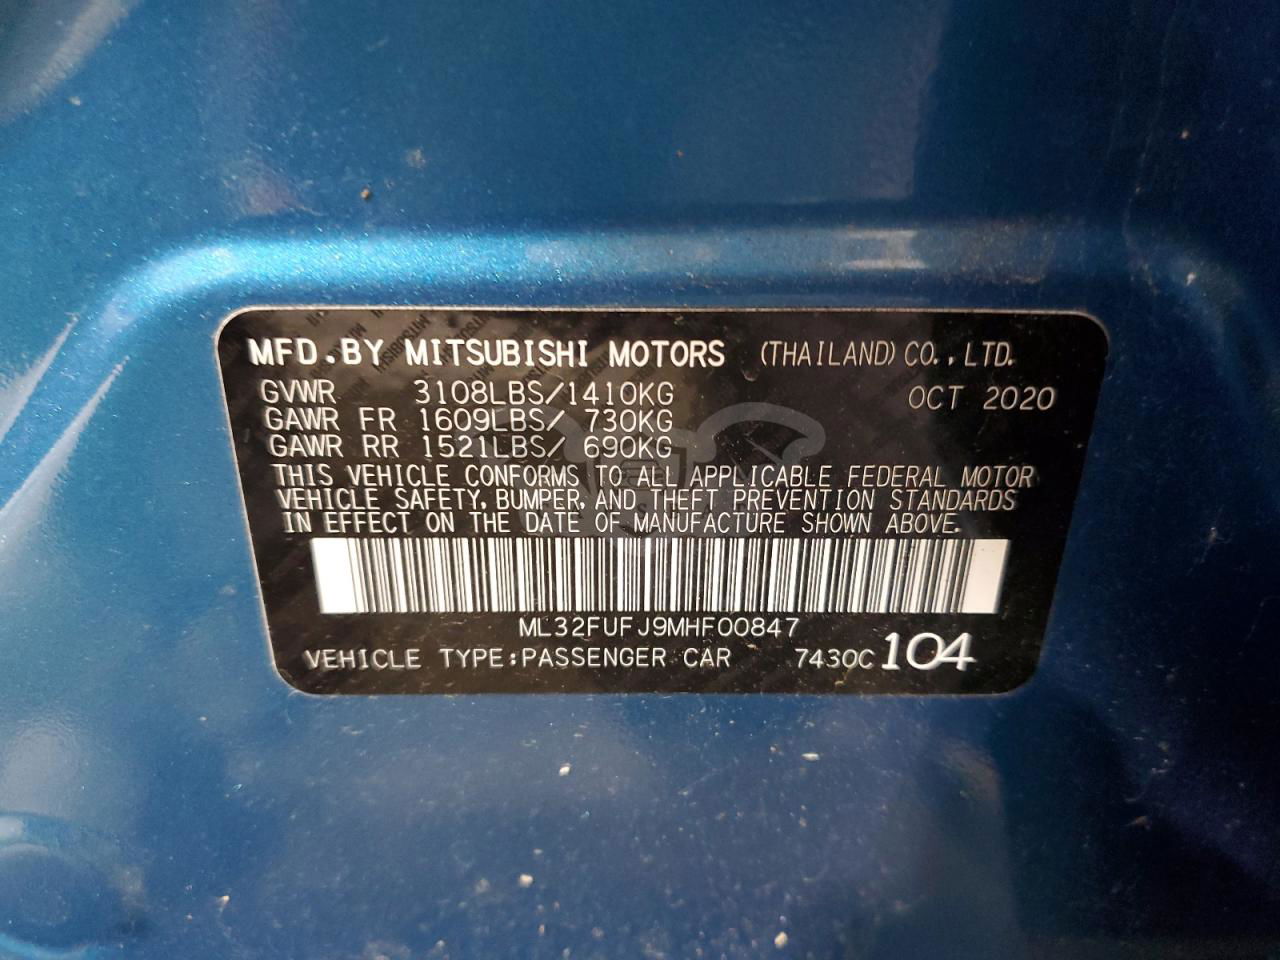 MFD.BY MITSUBISHI MOTORS (THAILAND) CO., LTD.
GVWR 3108LBS/1410KG OCT 2020
GAWR FR 1609LBS/ 730KG
GAWR RR 1521LBS/ 690KG
THIS VEHICLE CONFORMS TO ALL APPLICABLE FEDERAL MOTOR
VEHICLE SAFETY, BUMPER, AND THEFT PREVENTION STANDARDS
IN EFFECT ON THE DATE OF MANUFACTURE SHOWN ABOVE.
ML32FUFJ9MHF00847
VEHICLE TYPE:PASSENGER CAR 7430C 104